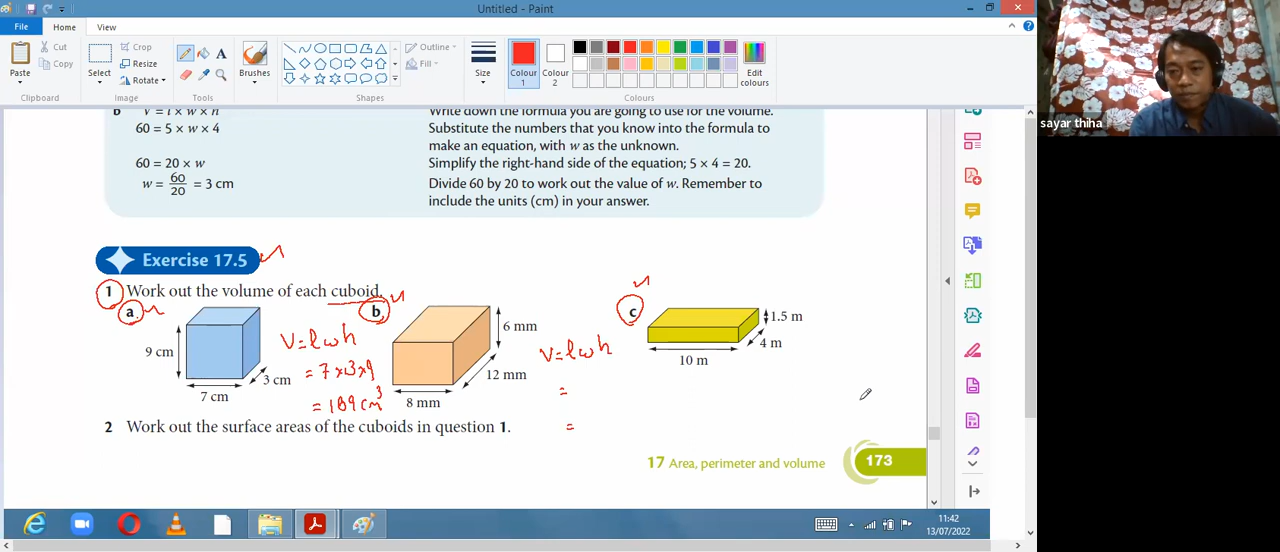 Untitled - Paint
File Home View
Paste
Cut
Copy
Clipboard
Select
Crop
Resize
Rotate
Image
Tools
Brushes
Shapes
Outline
Fill
Size
Colour 1
Colour 2
Edit colours
Colours
sayar thiha
b V = l × w × h Write down the formula you are going to use for the volume.
60 = 5 × w × 4 Substitute the numbers that you know into the formula to
make an equation, with w as the unknown.
60 = 20 × w Simplify the right-hand side of the equation; 5 × 4 = 20.
w = 60/20 = 3 cm Divide 60 by 20 to work out the value of w. Remember to
include the units (cm) in your answer.
Exercise 17.5
1 Work out the volume of each cuboid.
a
9 cm
3 cm
7 cm
V = l w h
= 7 × 3 × 9
= 189 cm³
b
6 mm
12 mm
8 mm
V = l w h
=
=
c
1.5 m
4 m
10 m
2 Work out the surface areas of the cuboids in question 1.
17 Area, perimeter and volume 173
11:42
13/07/2022